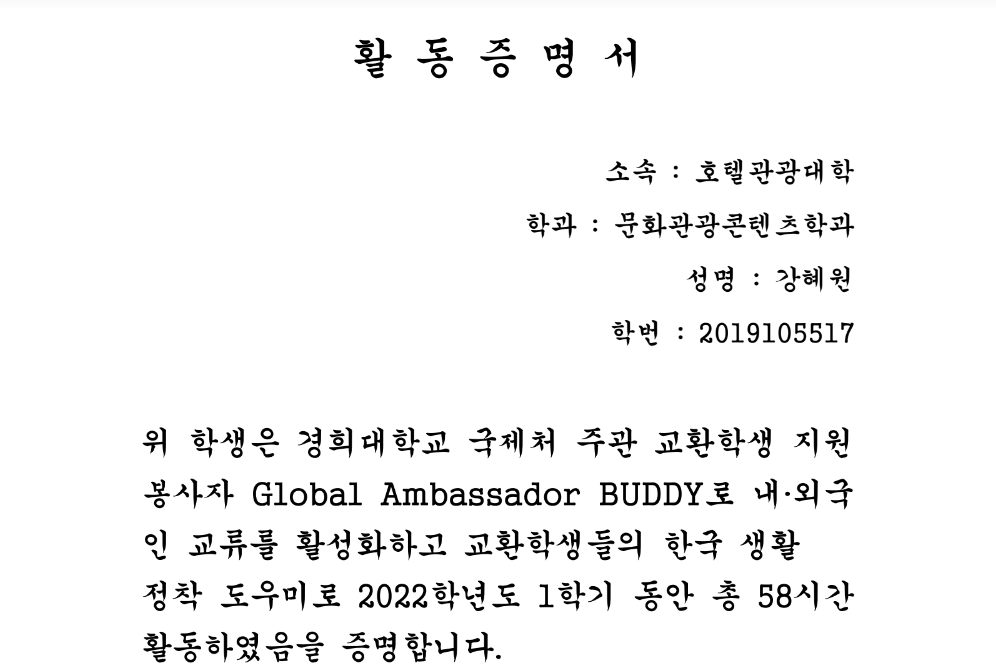 활 동 증 명 서
소속 : 호텔관광대학
학과 : 문화관광콘텐츠학과
성명 : 강혜원
학번 : 2019105517
위 학생은 경희대학교 국제처 주관 교환학생 지원
봉사자 Global Ambassador BUDDY로 내·외국
인 교류를 활성화하고 교환학생들의 한국 생활
정착 도우미로 2022학년도 1학기 동안 총 58시간
활동하였음을 증명합니다.